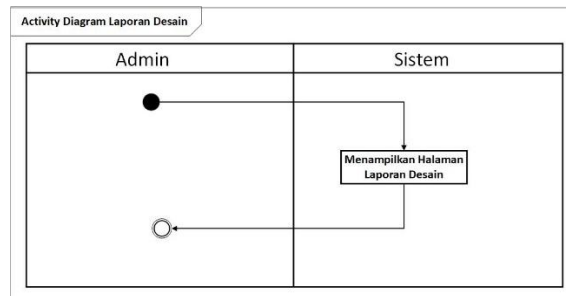 Activity Diagram Laporan Desain
Admin
Sistem
Menampilkan Halaman
Laporan Desain